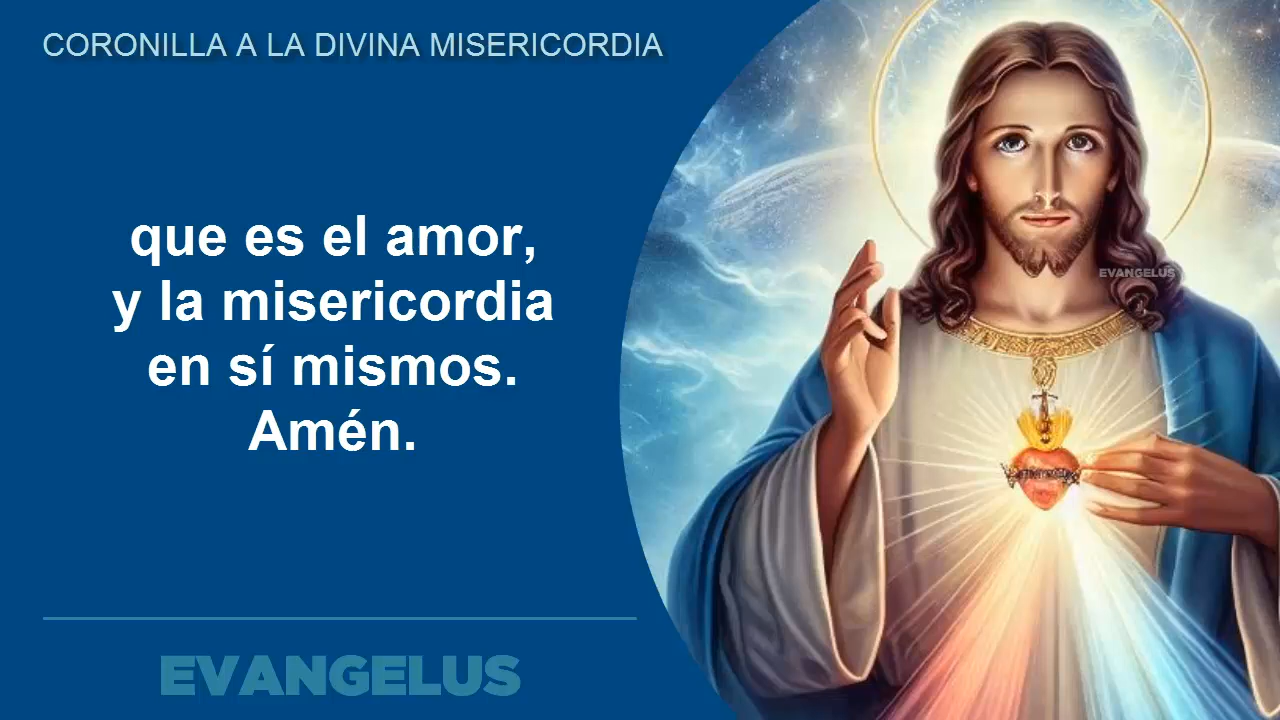 CORONILLA A LA DIVINA MISERICORDIA
que es el amor,
y la misericordia
en sí mismos.
Amén.
EVANGELUS
EVANGELUS